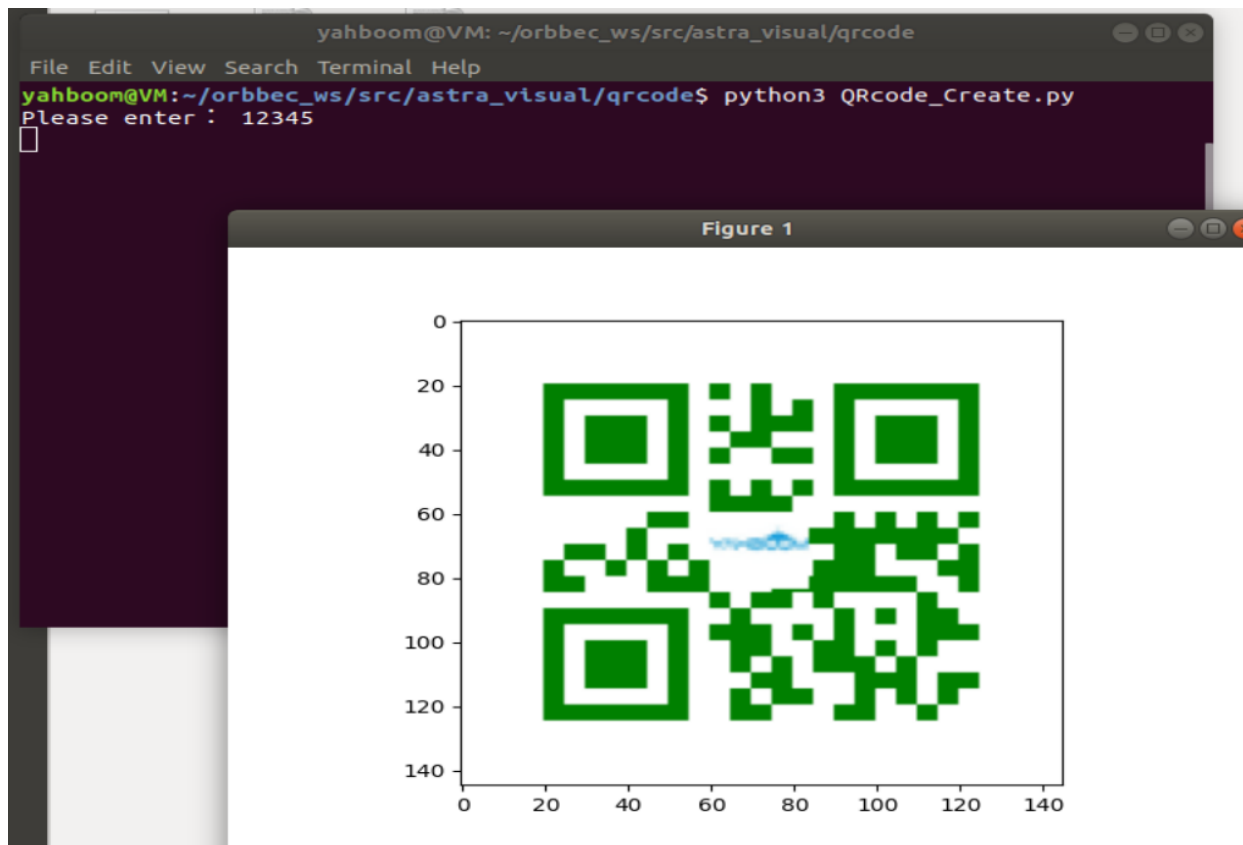 yahboom@VM: ~/orbbec_ws/src/astra_visual/qrcode
File Edit View Search Terminal Help
yahboom@VM:~/orbbec_ws/src/astra_visual/qrcode$ python3 QRcode_Create.py
Please enter： 12345
Figure 1
0
20
40
60
80
100
120
140
0 20 40 60 80 100 120 140